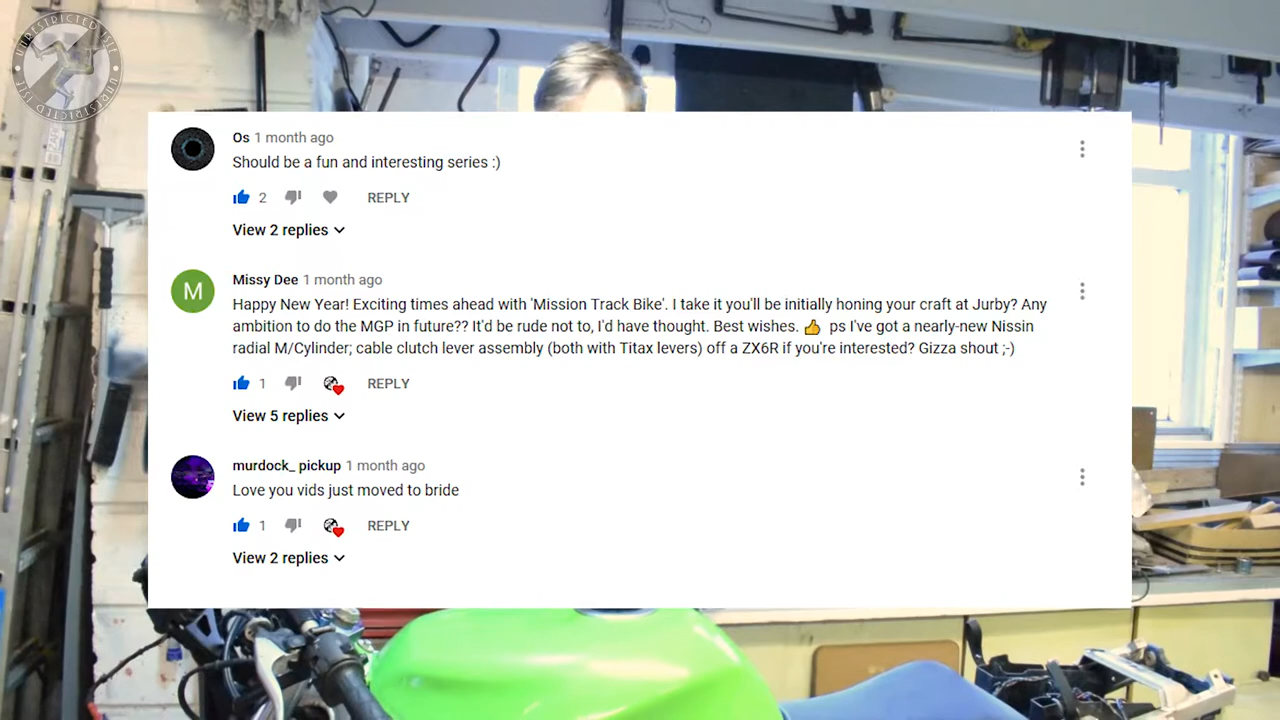 UNRESTRICTED ISLE
UNRESTRICTED ISLE
Os 1 month ago
Should be a fun and interesting series :)
2 REPLY
View 2 replies
M
Missy Dee 1 month ago
Happy New Year! Exciting times ahead with 'Mission Track Bike'. I take it you'll be initially honing your craft at Jurby? Any
ambition to do the MGP in future?? It'd be rude not to, I'd have thought. Best wishes. 👍 ps I've got a nearly-new Nissin
radial M/Cylinder; cable clutch lever assembly (both with Titax levers) off a ZX6R if you're interested? Gizza shout ;-)
1 REPLY
View 5 replies
murdock_ pickup 1 month ago
Love you vids just moved to bride
1 REPLY
View 2 replies